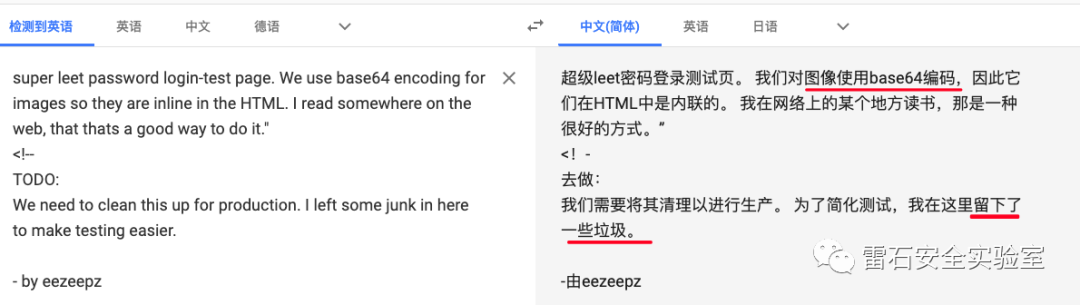 检测到英语 英语 中文 德语 中文(简体) 英语 日语
super leet password login-test page. We use base64 encoding for
images so they are inline in the HTML. I read somewhere on the
web, that thats a good way to do it."
<!--
TODO:
We need to clean this up for production. I left some junk in here
to make testing easier.
- by eezeepz
超级leet密码登录测试页。 我们对图像使用base64编码，因此它
们在HTML中是内联的。 我在网络上的某个地方读书，那是一种
很好的方式。”
<！-
去做：
我们需要将其清理以进行生产。 为了简化测试，我在这里留下了
一些垃圾。
-由eezeepz
雷石安全实验室